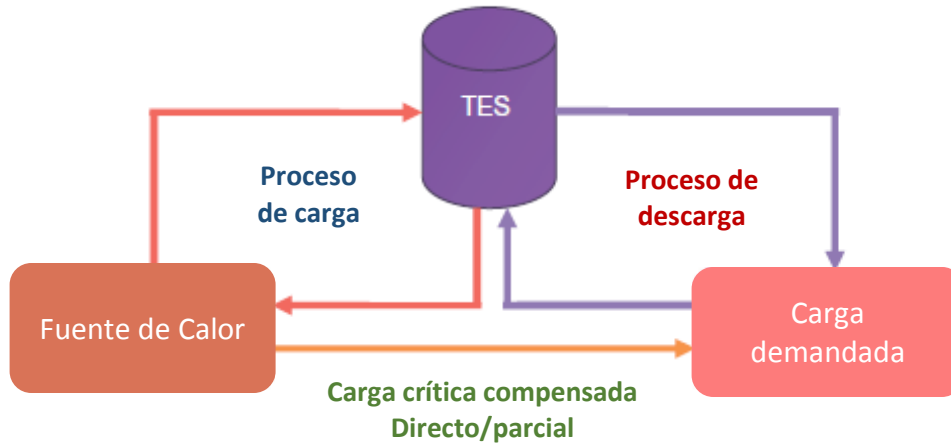 TES
Proceso
de carga
Proceso de
descarga
Fuente de Calor
Carga
demandada
Carga crítica compensada
Directo/parcial